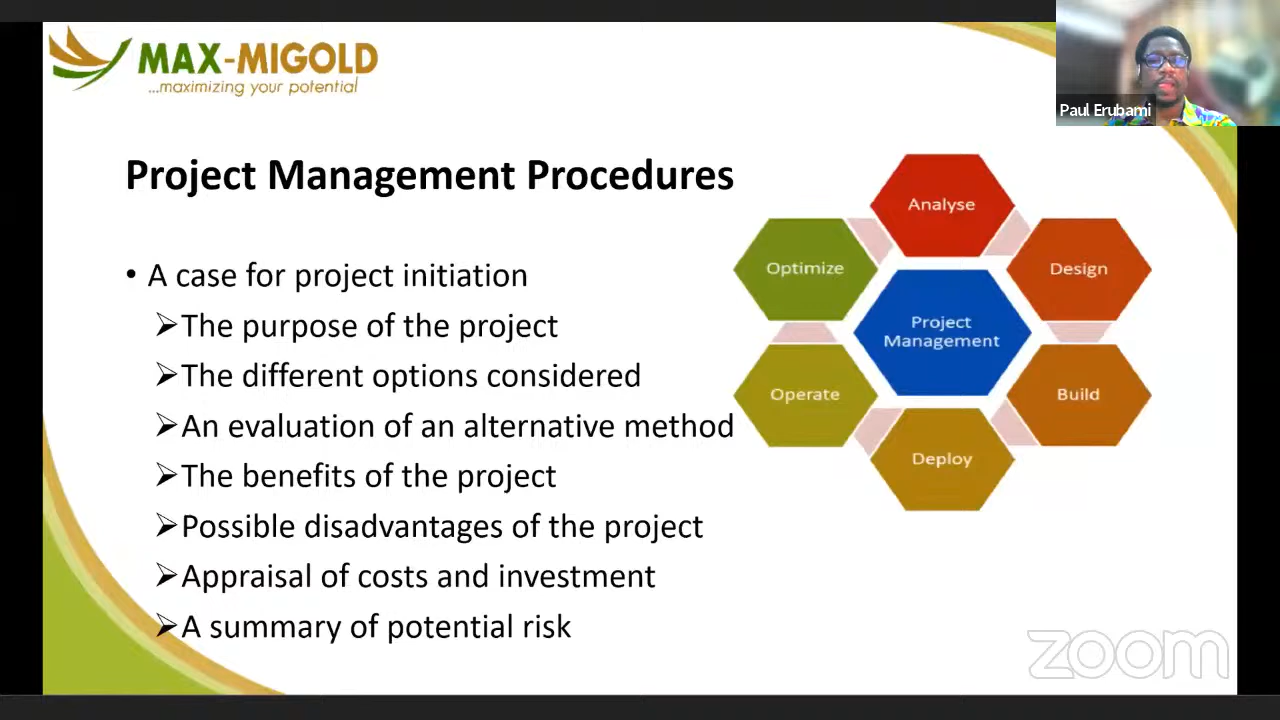 MAX-MIGOLD
...maximizing your potential
Paul Erubami
Project Management Procedures
• A case for project initiation
➢The purpose of the project
➢The different options considered
➢An evaluation of an alternative method
➢The benefits of the project
➢Possible disadvantages of the project
➢Appraisal of costs and investment
➢A summary of potential risk
Analyse
Design
Build
Deploy
Operate
Optimize
Project
Management
zoom